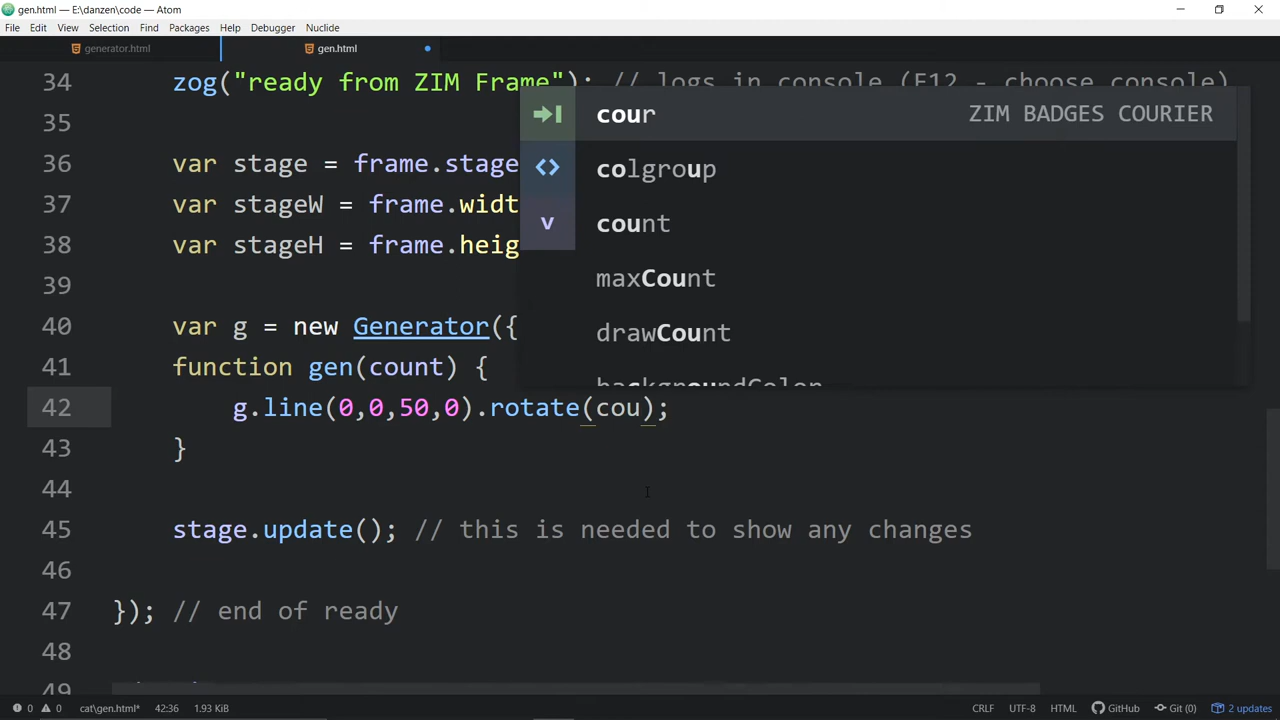 gen.html — E:\danzen\code — Atom
File Edit View Selection Find Packages Help Debugger Nuclide
generator.html gen.html
34 zog("ready from ZIM Frame"); // logs in console (F12 - choose console)
35
36 var stage = frame.stage
37 var stageW = frame.widt
38 var stageH = frame.heig
39
40 var g = new Generator({
41 function gen(count) {
42 g.line(0,0,50,0).rotate(cou);
43 }
44
45 stage.update(); // this is needed to show any changes
46
47 }); // end of ready
48
49
cour ZIM BADGES COURIER
colgroup
v count
maxCount
drawCount
backgroundColor
0 0 cat\gen.html* 42:36 1.93 KiB CRLF UTF-8 HTML GitHub Git (0) 2 updates